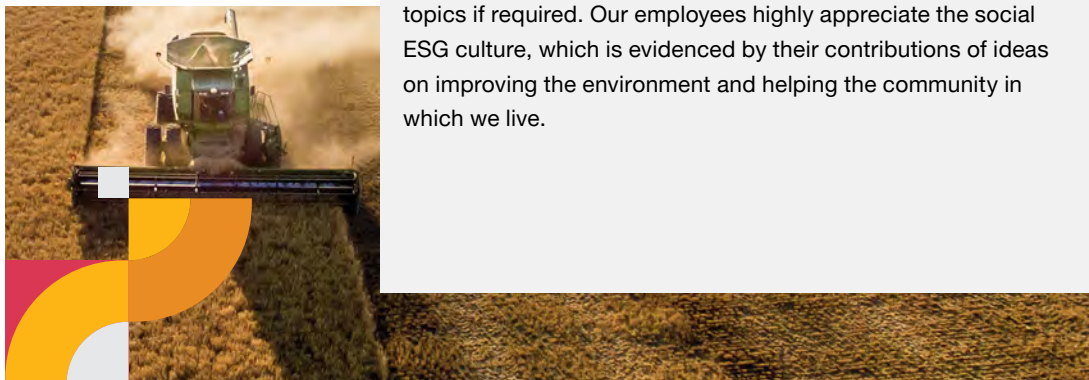 topics if required. Our employees highly appreciate the social
ESG culture, which is evidenced by their contributions of ideas
on improving the environment and helping the community in
which we live.